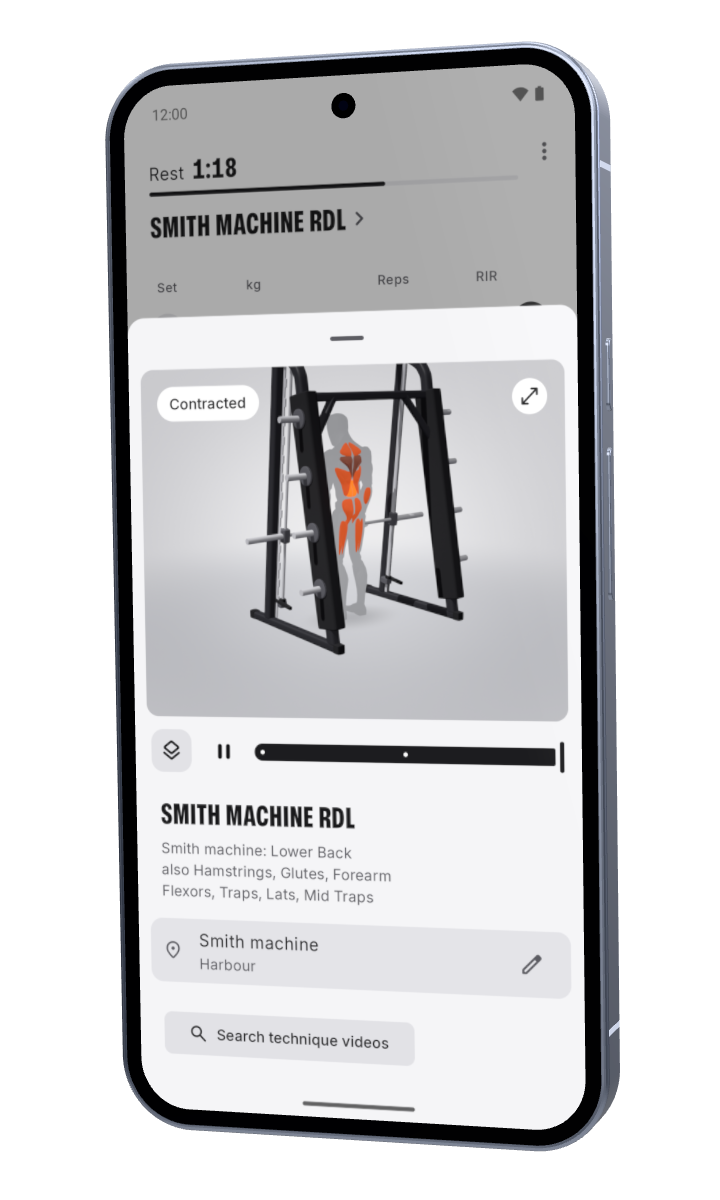 12:00
Rest 1:18
SMITH MACHINE RDL
Set kg Reps RIR
Contracted
SMITH MACHINE RDL
Smith machine: Lower Back
also Hamstrings, Glutes, Forearm
Flexors, Traps, Lats, Mid Traps
Smith machine
Harbour
Search technique videos